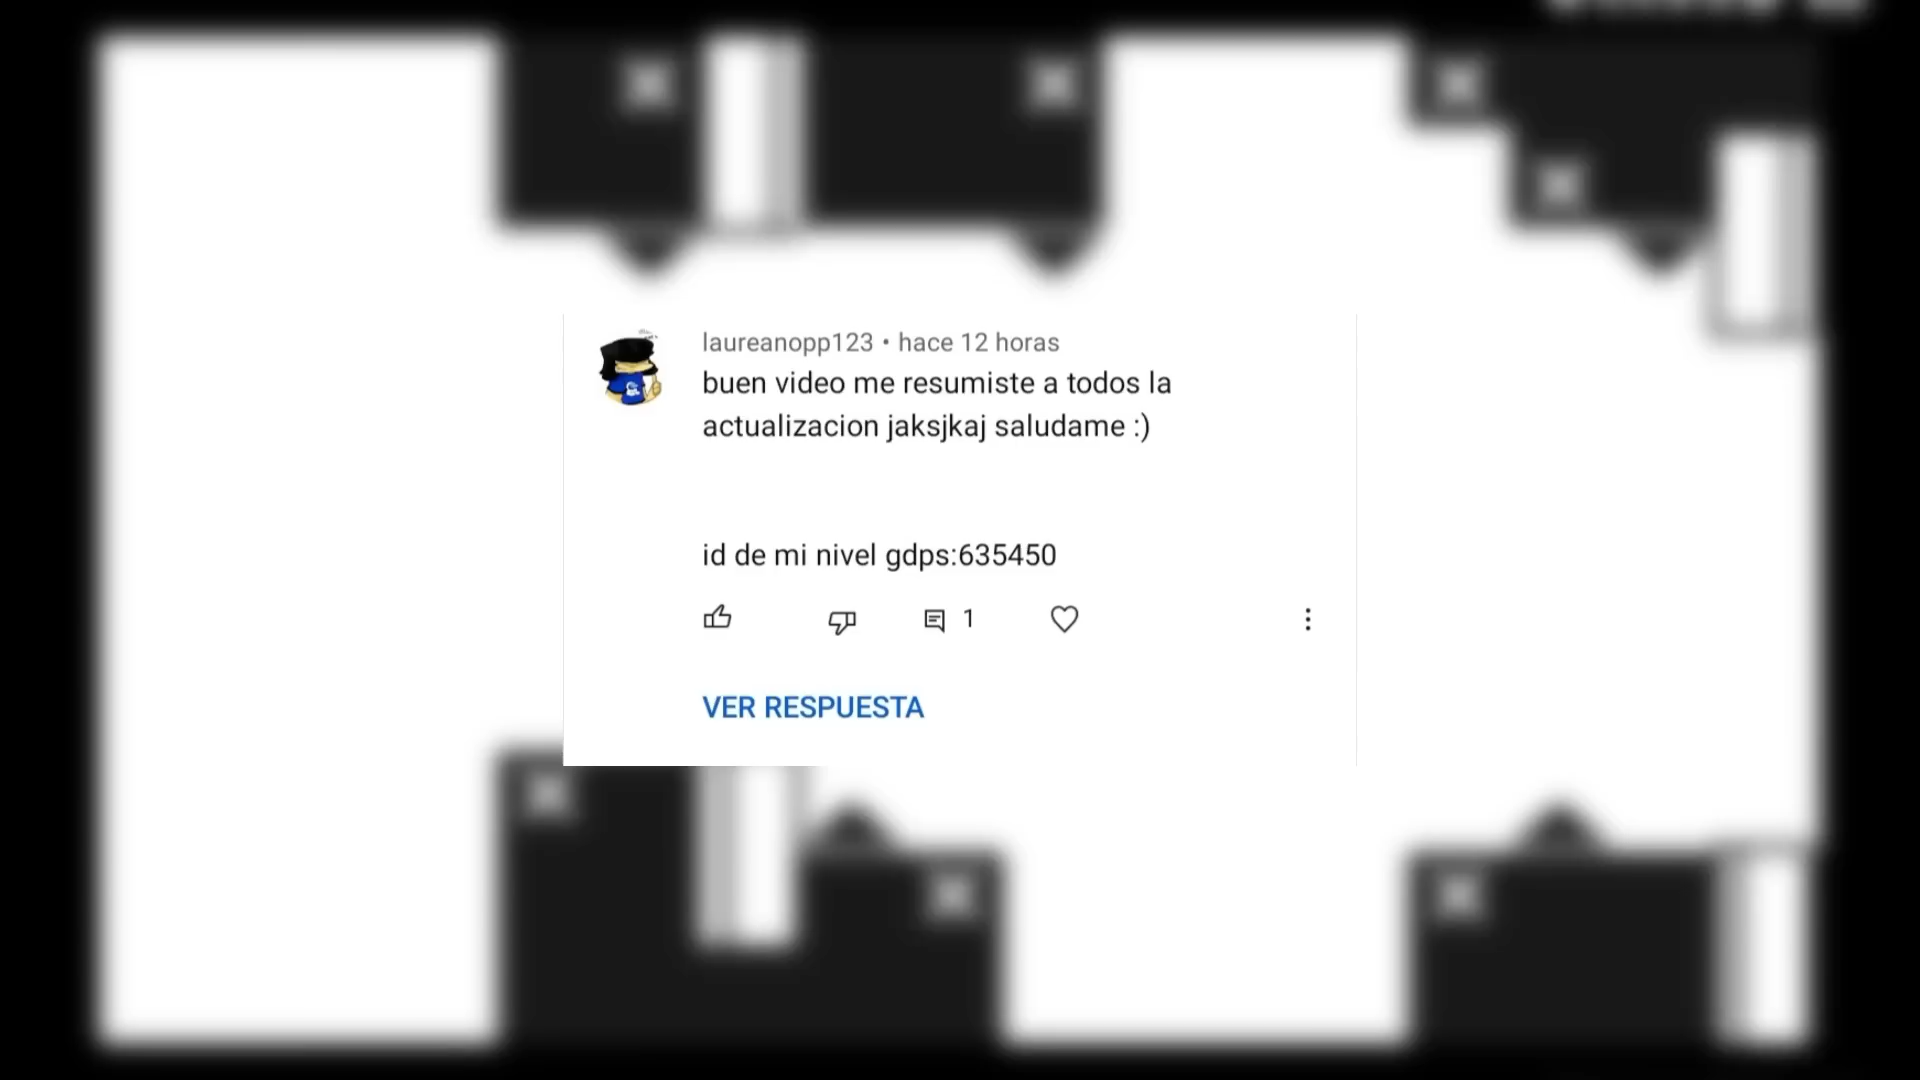 laureanopp123 • hace 12 horas
buen video me resumiste a todos la
actualizacion jaksjkaj saludame :)
id de mi nivel gdps:635450
1
VER RESPUESTA